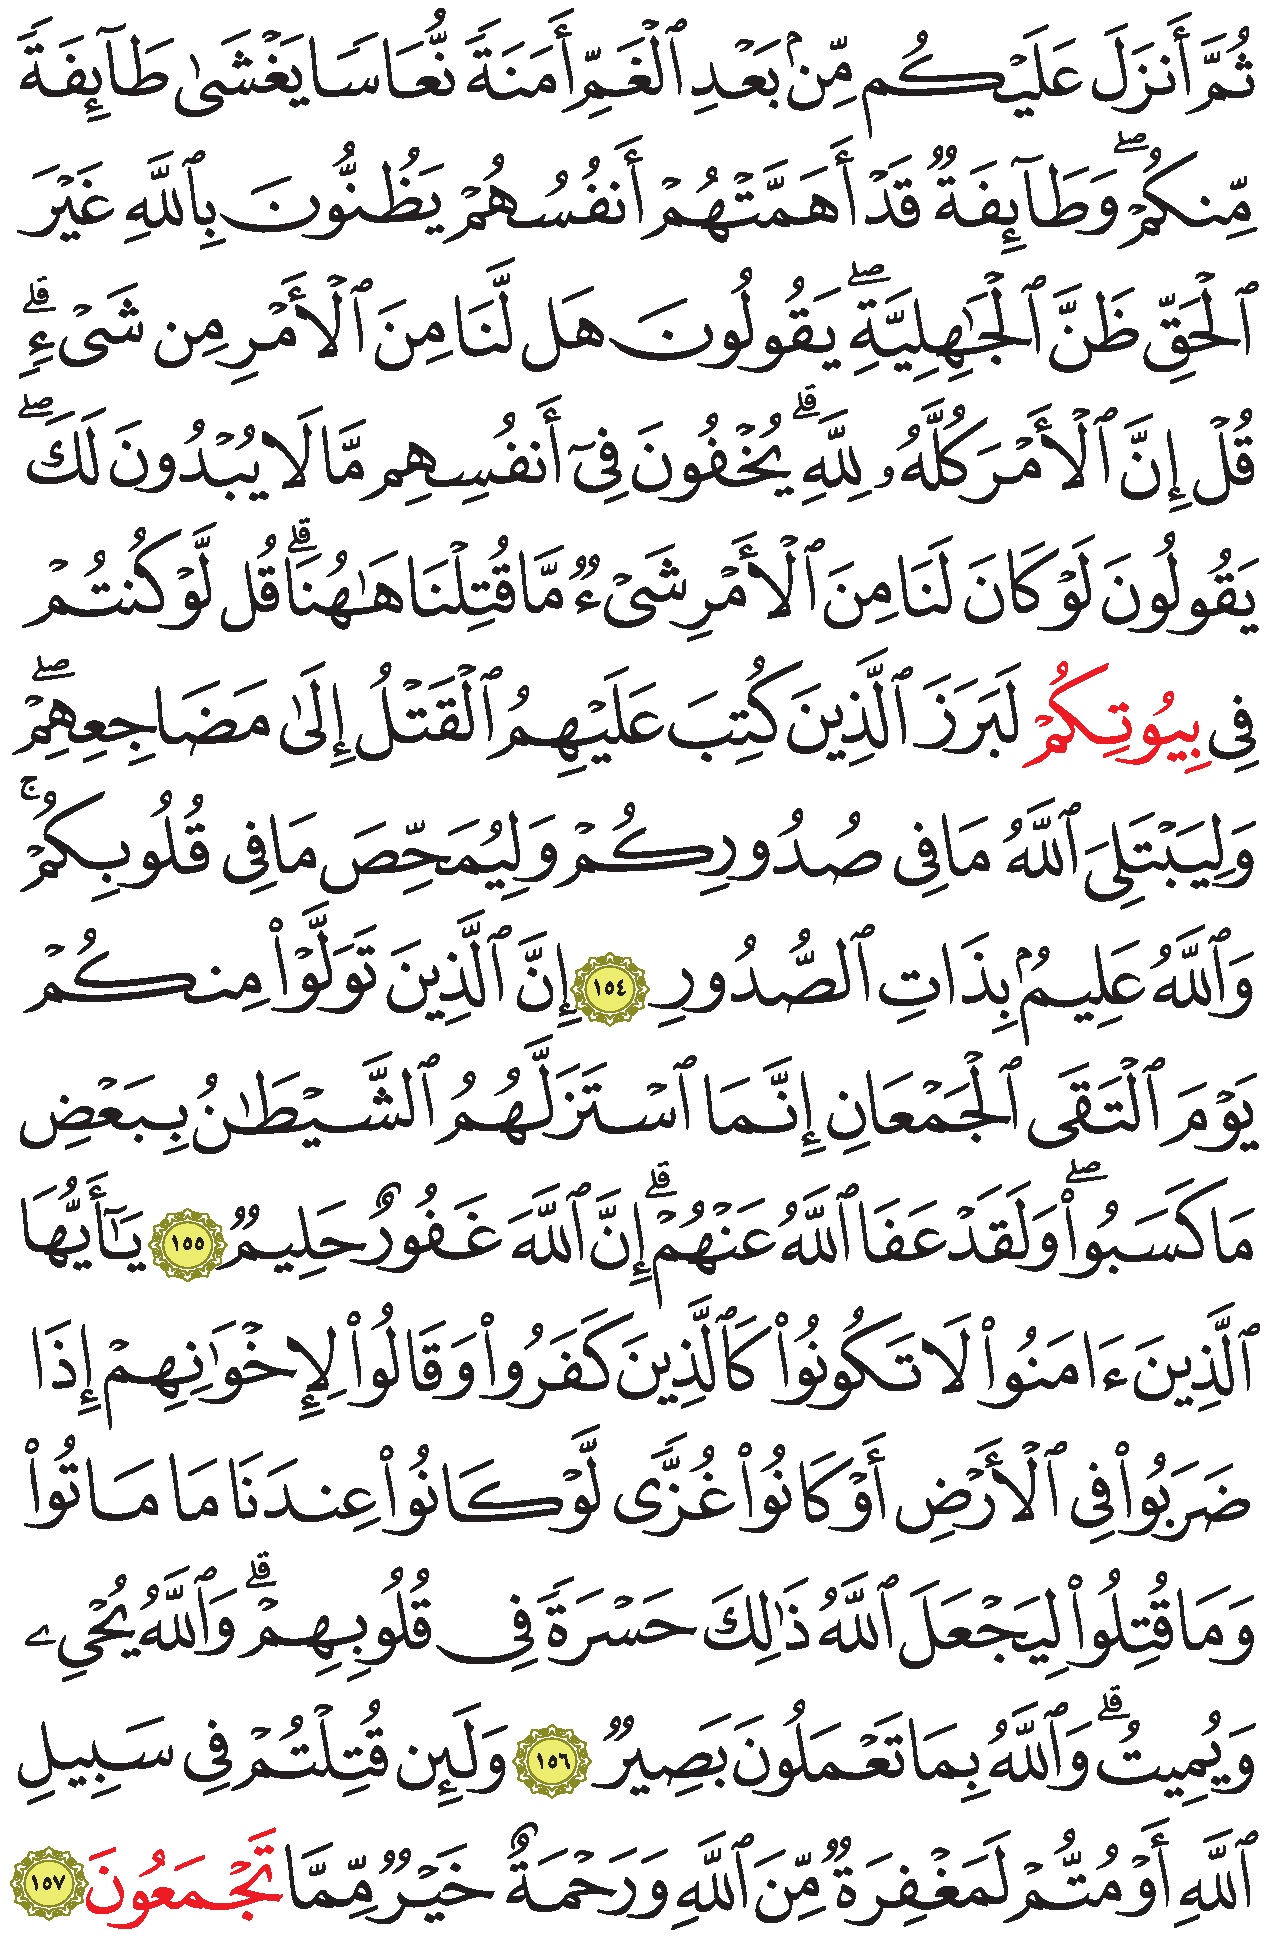 ثُمَّ أَنزَلَ عَلَيْكُم مِّنۢ بَعْدِ ٱلْغَمِّ أَمَنَةً نُّعَاسًا يَغْشَىٰ طَآئِفَةً
مِّنكُمْ ۖ وَطَآئِفَةٌ قَدْ أَهَمَّتْهُمْ أَنفُسُهُمْ يَظُنُّونَ بِٱللَّهِ غَيْرَ
ٱلْحَقِّ ظَنَّ ٱلْجَـٰهِلِيَّةِ ۖ يَقُولُونَ هَل لَّنَا مِنَ ٱلْأَمْرِ مِن شَىْءٍ ۗ
قُلْ إِنَّ ٱلْأَمْرَ كُلَّهُۥ لِلَّهِ ۗ يُخْفُونَ فِىٓ أَنفُسِهِم مَّا لَا يُبْدُونَ لَكَ ۖ
يَقُولُونَ لَوْ كَانَ لَنَا مِنَ ٱلْأَمْرِ شَىْءٌ مَّا قُتِلْنَا هَـٰهُنَا ۗ قُل لَّوْ كُنتُمْ
فِى بِيُوتِكُمْ لَبَرَزَ ٱلَّذِينَ كُتِبَ عَلَيْهِمُ ٱلْقَتْلُ إِلَىٰ مَضَاجِعِهِمْ ۖ
وَلِيَبْتَلِىَ ٱللَّهُ مَا فِى صُدُورِكُمْ وَلِيُمَحِّصَ مَا فِى قُلُوبِكُمْ ۚ
وَٱللَّهُ عَلِيمٌۢ بِذَاتِ ٱلصُّدُورِ ١٥٤ إِنَّ ٱلَّذِينَ تَوَلَّوْا۟ مِنكُمْ
يَوْمَ ٱلْتَقَى ٱلْجَمْعَانِ إِنَّمَا ٱسْتَزَلَّهُمُ ٱلشَّيْطَـٰنُ بِبَعْضِ
مَا كَسَبُوا۟ ۖ وَلَقَدْ عَفَا ٱللَّهُ عَنْهُمْ ۗ إِنَّ ٱللَّهَ غَفُورٌ حَلِيمٌ ١٥٥ يَـٰٓأَيُّهَا
ٱلَّذِينَ ءَامَنُوا۟ لَا تَكُونُوا۟ كَٱلَّذِينَ كَفَرُوا۟ وَقَالُوا۟ لِإِخْوَٰنِهِمْ إِذَا
ضَرَبُوا۟ فِى ٱلْأَرْضِ أَوْ كَانُوا۟ غُزًّى لَّوْ كَانُوا۟ عِندَنَا مَا مَاتُوا۟
وَمَا قُتِلُوا۟ لِيَجْعَلَ ٱللَّهُ ذَٰلِكَ حَسْرَةً فِى قُلُوبِهِمْ ۗ وَٱللَّهُ يُحْىِۦ
وَيُمِيتُ ۗ وَٱللَّهُ بِمَا تَعْمَلُونَ بَصِيرٌ ١٥٦ وَلَئِن قُتِلْتُمْ فِى سَبِيلِ
ٱللَّهِ أَوْ مُتُّمْ لَمَغْفِرَةٌ مِّنَ ٱللَّهِ وَرَحْمَةٌ خَيْرٌ مِّمَّا تَجْمَعُونَ ١٥٧